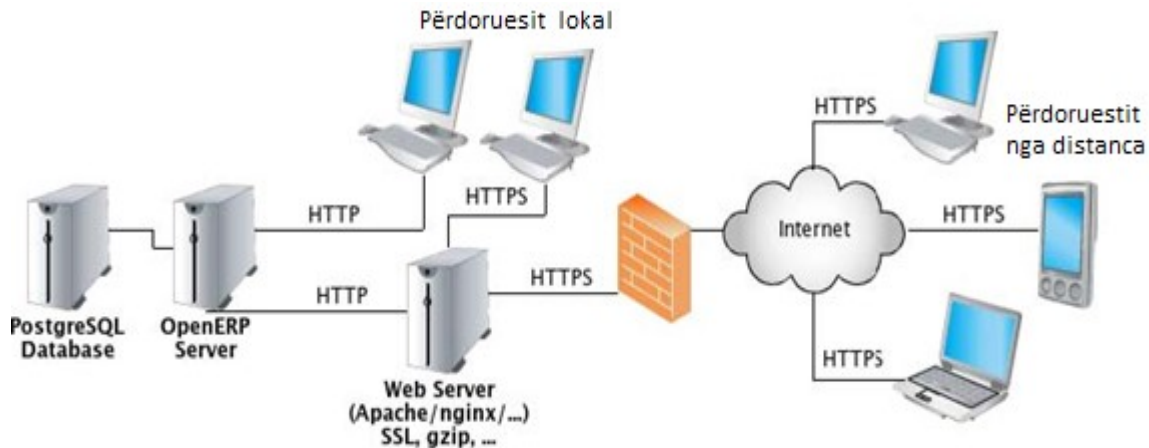 Përdoruesit lokal
HTTPS
Përdoruestit
nga distanca
HTTP
HTTPS
HTTPS
Internet
HTTP
HTTPS
PostgreSQL
Database
OpenERP
Server
HTTPS
Web Server
(Apache/nginx/...)
SSL, gzip, ...